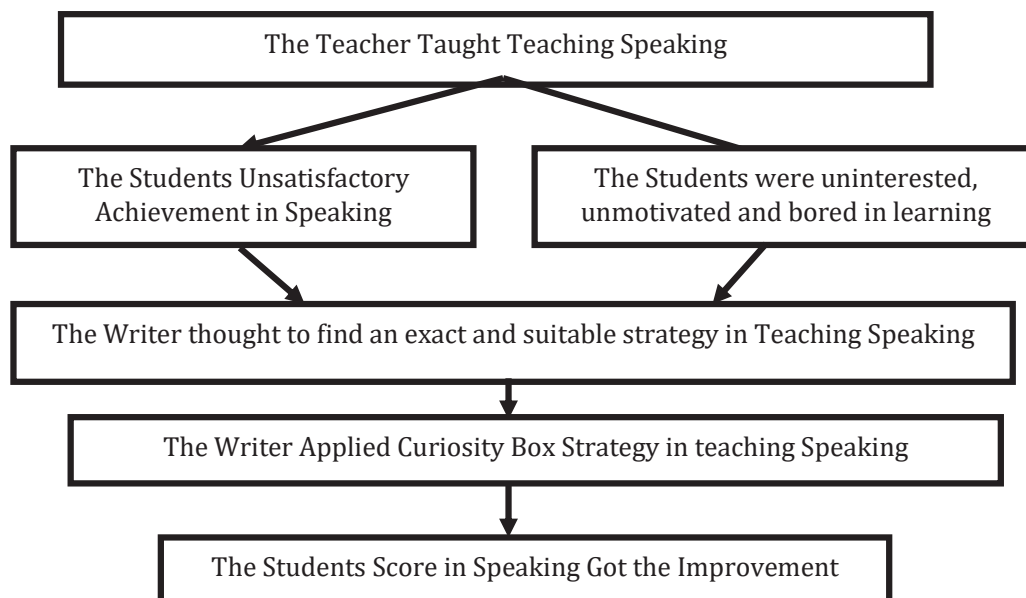 The Teacher Taught Teaching Speaking
The Students Unsatisfactory
Achievement in Speaking
The Students were uninterested,
unmotivated and bored in learning
The Writer thought to find an exact and suitable strategy in Teaching Speaking
The Writer Applied Curiosity Box Strategy in teaching Speaking
The Students Score in Speaking Got the Improvement